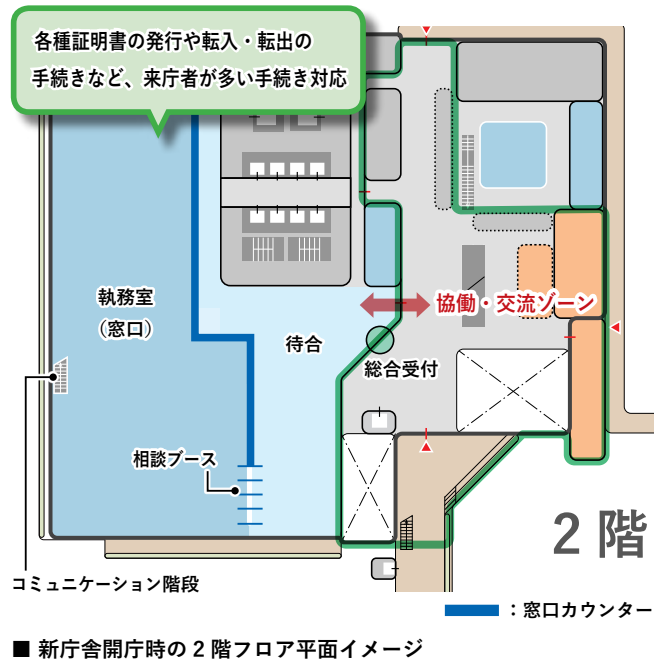 各種証明書の発行や転入・転出の
手続きなど、来庁者が多い手続き対応
執務室
（窓口）
待合
協働・交流ゾーン
総合受付
相談ブース
コミュニケーション階段
2階
：窓口カウンター
■ 新庁舎開庁時の2階フロア平面イメージ